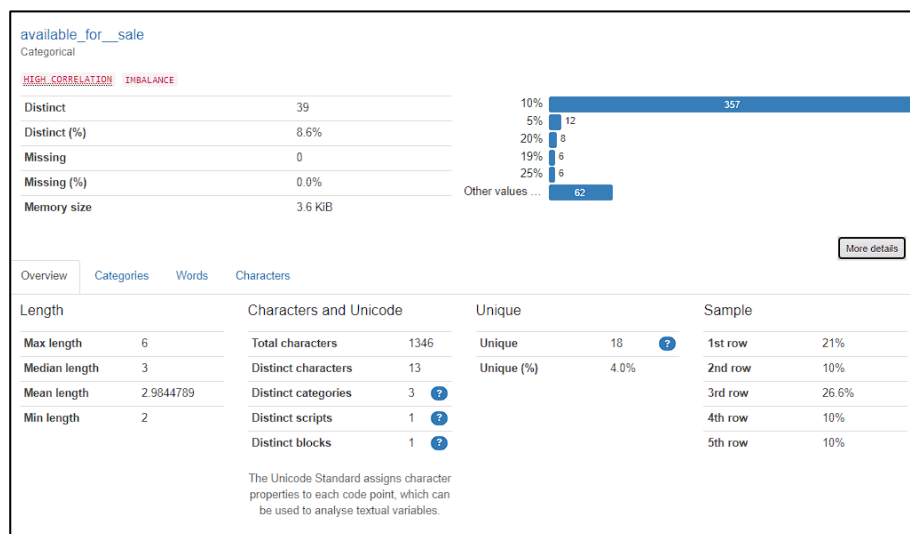 available_for__sale
Categorical
HIGH CORRELATION IMBALANCE
Distinct 39
Distinct (%) 8.6%
Missing 0
Missing (%) 0.0%
Memory size 3.6 KiB
10% 357
5% 12
20% 8
19% 6
25% 6
Other values ... 62
More details
Overview Categories Words Characters
Length
Max length 6
Median length 3
Mean length 2.9844789
Min length 2
Characters and Unicode
Total characters 1346
Distinct characters 13
Distinct categories 3 ?
Distinct scripts 1 ?
Distinct blocks 1 ?
The Unicode Standard assigns character
properties to each code point, which can
be used to analyse textual variables.
Unique
Unique 18 ?
Unique (%) 4.0%
Sample
1st row 21%
2nd row 10%
3rd row 26.6%
4th row 10%
5th row 10%